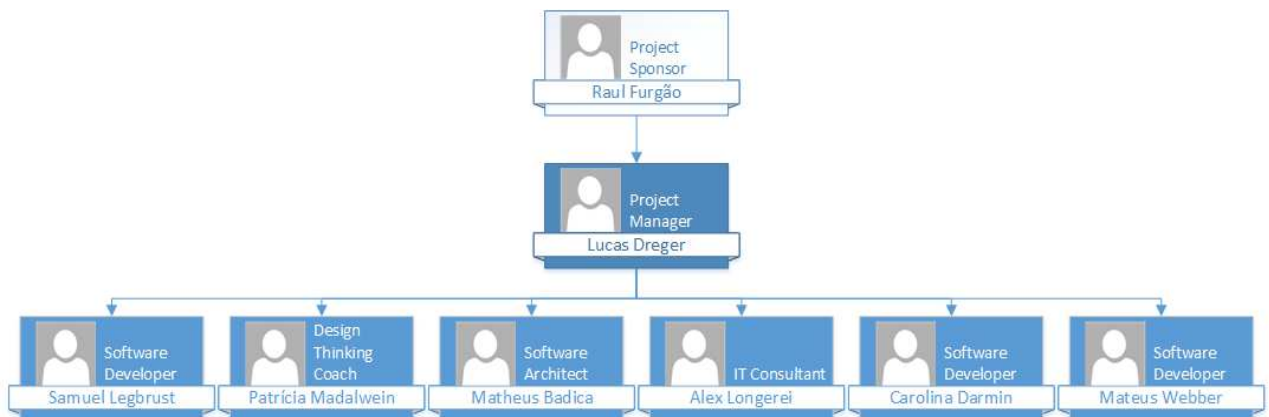 Project
Sponsor
Raul Furgão
Project
Manager
Lucas Dreger
Software
Developer
Samuel Legbrust
Design
Thinking
Coach
Patrícia Madalwein
Software
Architect
Matheus Badica
IT Consultant
Alex Longerei
Software
Developer
Carolina Darmin
Software
Developer
Mateus Webber